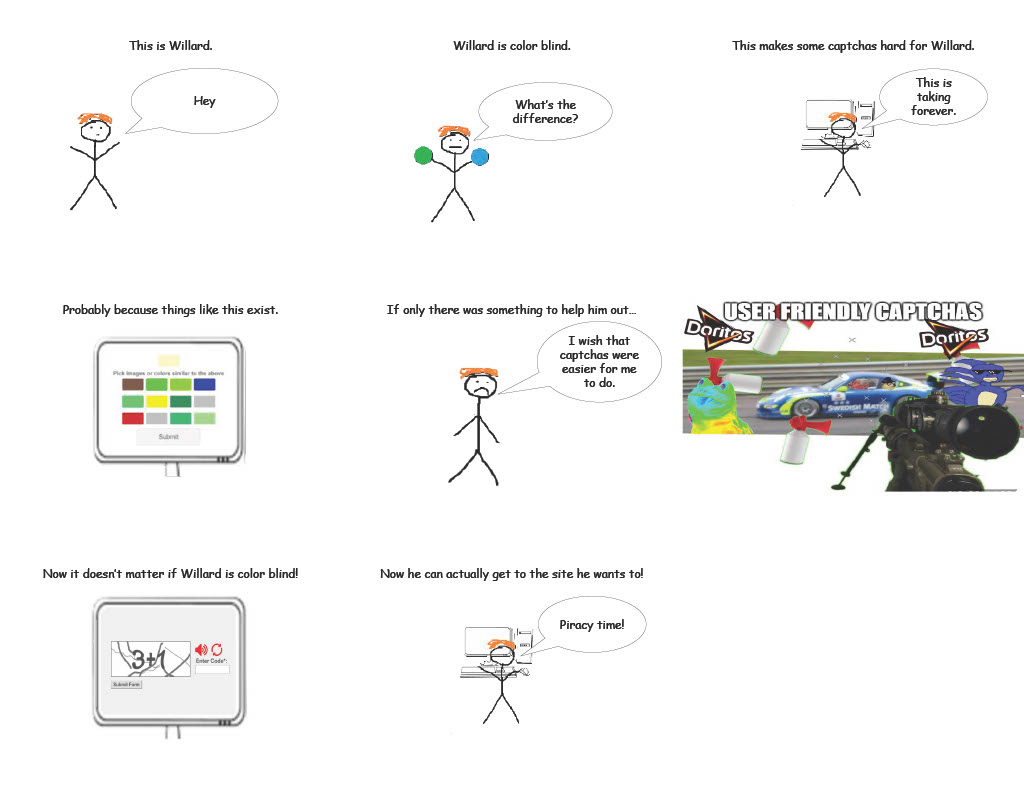 This is Willard.
Hey
Willard is color blind.
What's the
difference?
This makes some captchas hard for Willard.
This is
taking
forever.
Probably because things like this exist.
Pick images or colors similar to the above
Submit
If only there was something to help him out...
I wish that
captchas were
easier for me
to do.
USER FRIENDLY CAPTCHAS
Doritos
Doritos
Swedish Match
Now it doesn't matter if Willard is color blind!
3+1
Enter Code*:
Submit Form
Now he can actually get to the site he wants to!
Piracy time!